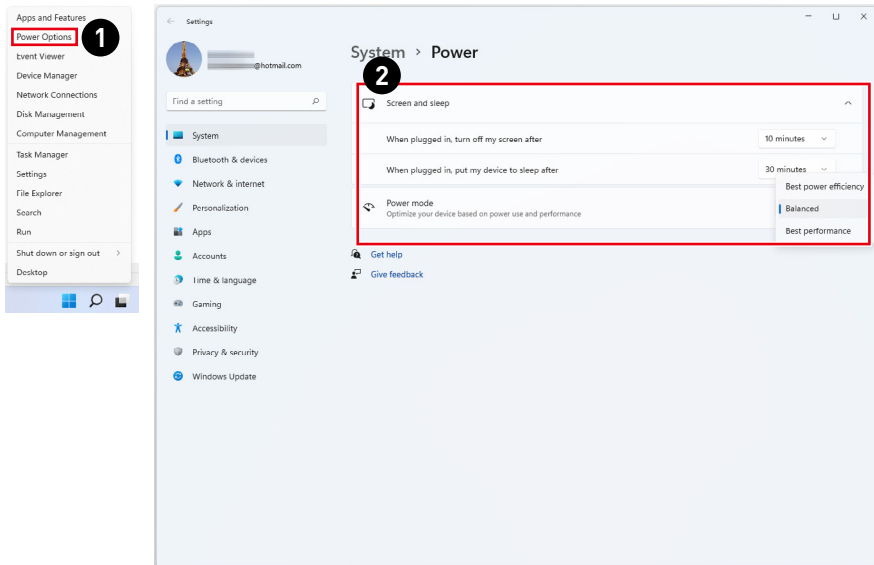 Apps and Features
Power Options
1
Event Viewer
Device Manager
Network Connections
Disk Management
Computer Management
Task Manager
Settings
File Explorer
Search
Run
Shut down or sign out
Desktop
Settings
@hotmail.com
Find a setting
System
Bluetooth & devices
Network & internet
Personalization
Apps
Accounts
Time & language
Gaming
Accessibility
Privacy & security
Windows Update
System > Power
2
Screen and sleep
When plugged in, turn off my screen after
10 minutes
When plugged in, put my device to sleep after
30 minutes
Power mode
Optimize your device based on power use and performance
Best power efficiency
Balanced
Best performance
Get help
Give feedback